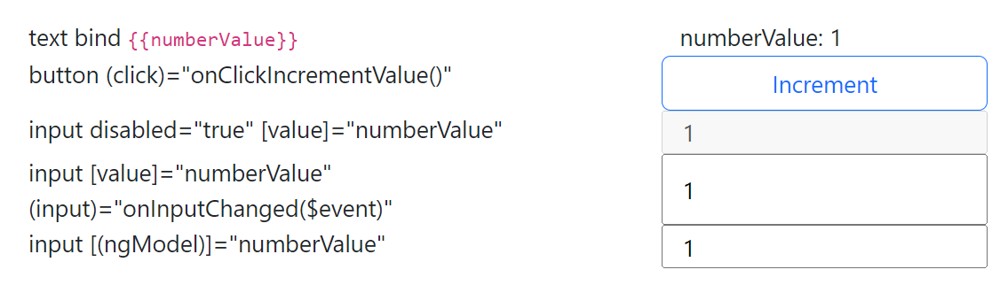 text bind {{numberValue}}
numberValue: 1
button (click)="onClickIncrementValue()"
Increment
input disabled="true" [value]="numberValue"
1
input [value]="numberValue"
(input)="onInputChanged($event)"
1
input [(ngModel)]="numberValue"
1